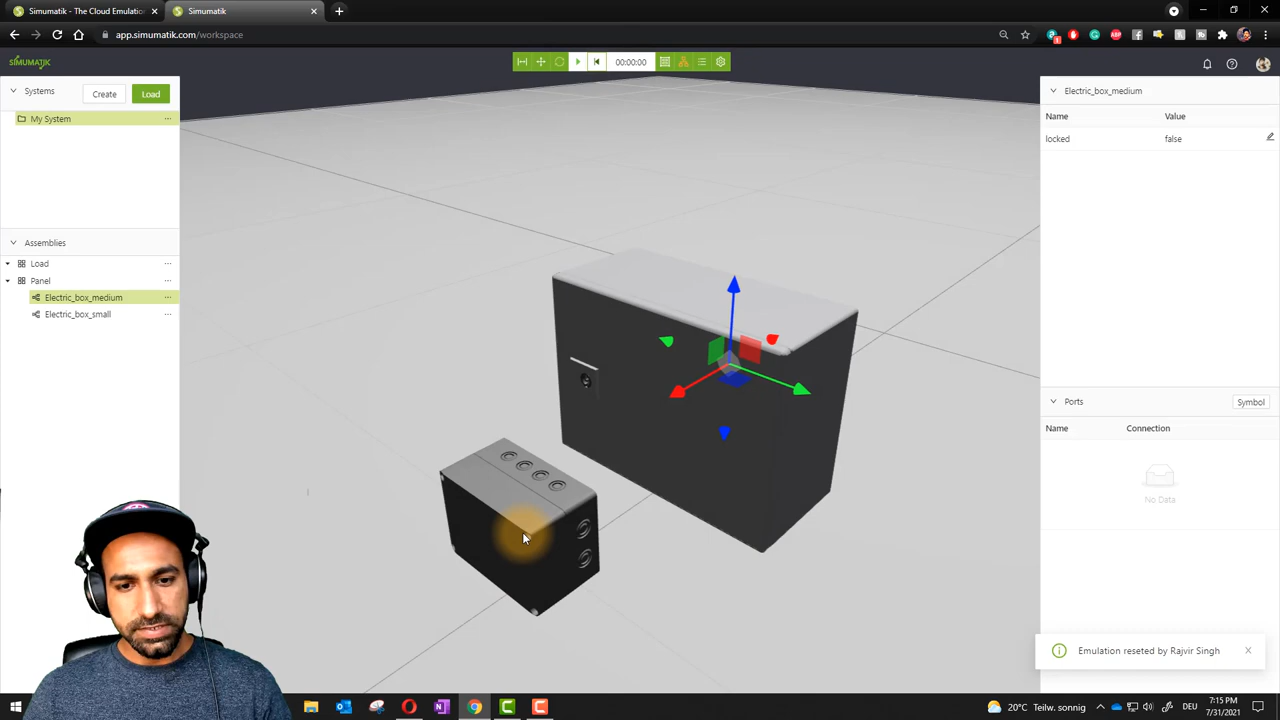 Simumatik - The Cloud Emulatio
Simumatik
app.simumatik.com/workspace
SIMUMATIK
00:00:00
Systems
Create
Load
My System
Assemblies
Load
Panel
Electric_box_medium
Electric_box_small
Electric_box_medium
Name
Value
locked
false
Ports
Symbol
Name
Connection
No Data
Emulation reseted by Rajvir Singh
20°C Teilw. sonnig
DEU
7:15 PM
7/31/2021